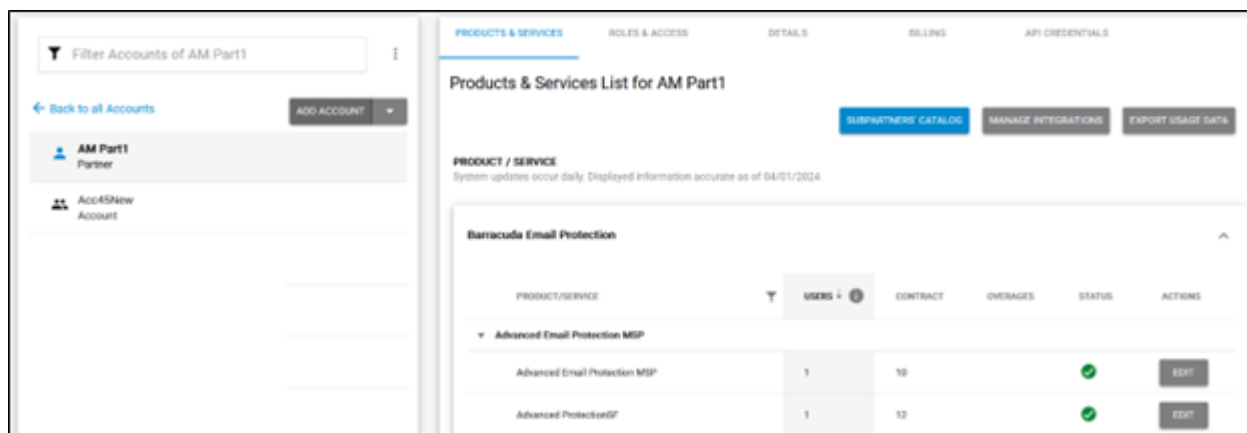 Filter Accounts of AM Part1
Back to all Accounts
ADD ACCOUNT
AM Part1
Partner
Acc45New
Account
PRODUCTS & SERVICES ROLES & ACCESS DETAILS BILLING API CREDENTIALS
Products & Services List for AM Part1
SUBPARTNERS' CATALOG MANAGE INTEGRATIONS EXPORT USAGE DATA
PRODUCT / SERVICE
System updates occur daily. Displayed information accurate as of 04/01/2024
Barracuda Email Protection
PRODUCT/SERVICE USERS CONTRACT OVERAGES STATUS ACTIONS
Advanced Email Protection MSP
Advanced Email Protection MSP 1 10 EDIT
Advanced ProtectionSF 1 12 EDIT